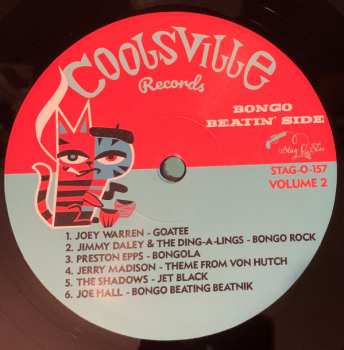 COOLSVILLE
Records
BONGO
BEATIN' SIDE
STAG-O-157
VOLUME 2
1. JOEY WARREN - GOATEE
2. JIMMY DALEY & THE DING-A-LINGS - BONGO ROCK
3. PRESTON EPPS - BONGOLA
4. JERRY MADISON - THEME FROM VON HUTCH
5. THE SHADOWS - JET BLACK
6. JOE HALL - BONGO BEATING BEATNIK